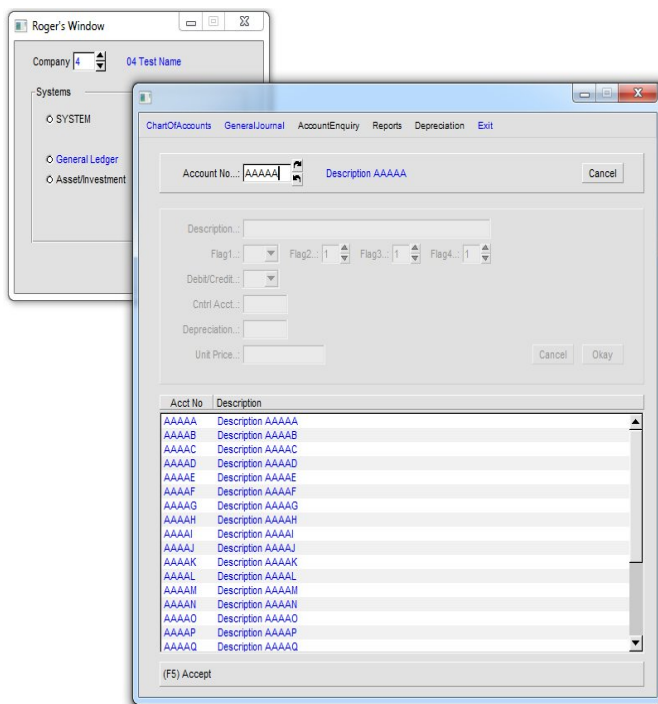 Roger's Window
Company 4 04 Test Name
Systems
SYSTEM
General Ledger
Asset/Investment
ChartOfAccounts GeneralJournal AccountEnquiry Reports Depreciation Exit
Account No...: AAAAA Description AAAAA Cancel
Description..:
Flag1..: Flag2..: 1 Flag3..: 1 Flag4..: 1
Debit/Credit..:
Cntrl Acct..:
Depreciation..:
Unit Price..: Cancel Okay
Acct No Description
AAAAA Description AAAAA
AAAAB Description AAAAB
AAAAC Description AAAAC
AAAAD Description AAAAD
AAAAE Description AAAAE
AAAAF Description AAAAF
AAAAG Description AAAAG
AAAAH Description AAAAH
AAAAI Description AAAAI
AAAAJ Description AAAAJ
AAAAK Description AAAAK
AAAAL Description AAAAL
AAAAM Description AAAAM
AAAAN Description AAAAN
AAAAO Description AAAAO
AAAAP Description AAAAP
AAAAQ Description AAAAQ
(F5) Accept